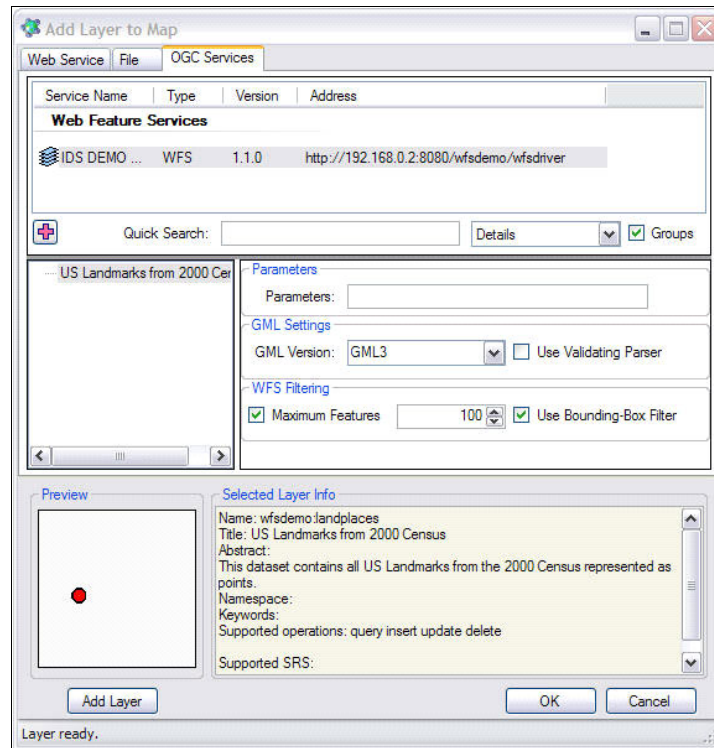 Add Layer to Map
Web Service File OGC Services
Service Name Type Version Address
Web Feature Services
IDS DEMO ... WFS 1.1.0 http://192.168.0.2:8080/wfsdemo/wfsdriver
Quick Search: Details Groups
US Landmarks from 2000 Cer
Parameters
Parameters:
GML Settings
GML Version: GML3 Use Validating Parser
WFS Filtering
Maximum Features 100 Use Bounding-Box Filter
Preview
Selected Layer Info
Name: wfsdemo:landplaces
Title: US Landmarks from 2000 Census
Abstract:
This dataset contains all US Landmarks from the 2000 Census represented as
points.
Namespace:
Keywords:
Supported operations: query insert update delete
Supported SRS:
Add Layer OK Cancel
Layer ready.